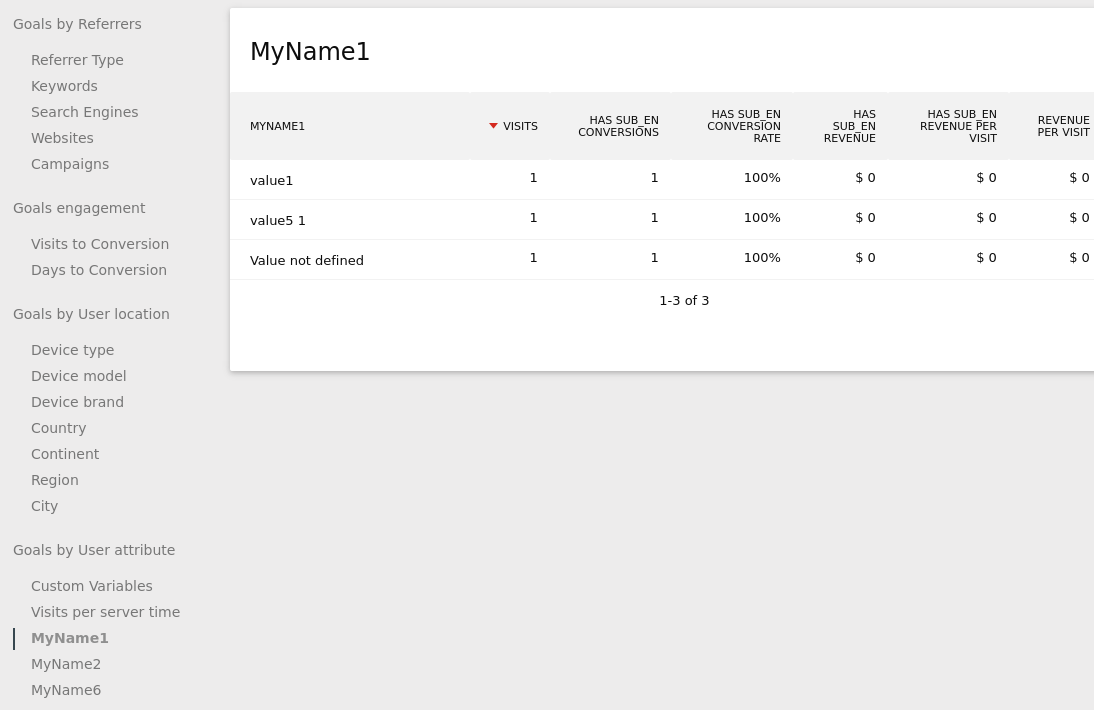 Goals by Referrers
Referrer Type
Keywords
Search Engines
Websites
Campaigns
Goals engagement
Visits to Conversion
Days to Conversion
Goals by User location
Device type
Device model
Device brand
Country
Continent
Region
City
Goals by User attribute
Custom Variables
Visits per server time
MyName1
MyName2
MyName6
MyName1
MYNAME1
VISITS
HAS SUB_EN
CONVERSIONS
HAS SUB_EN
CONVERSION
RATE
HAS
SUB_EN
REVENUE
HAS SUB_EN
REVENUE PER
VISIT
REVENUE
PER VISIT
value1 1 1 100% $ 0 $ 0 $ 0
value5 1 1 1 100% $ 0 $ 0 $ 0
Value not defined 1 1 100% $ 0 $ 0 $ 0
1-3 of 3